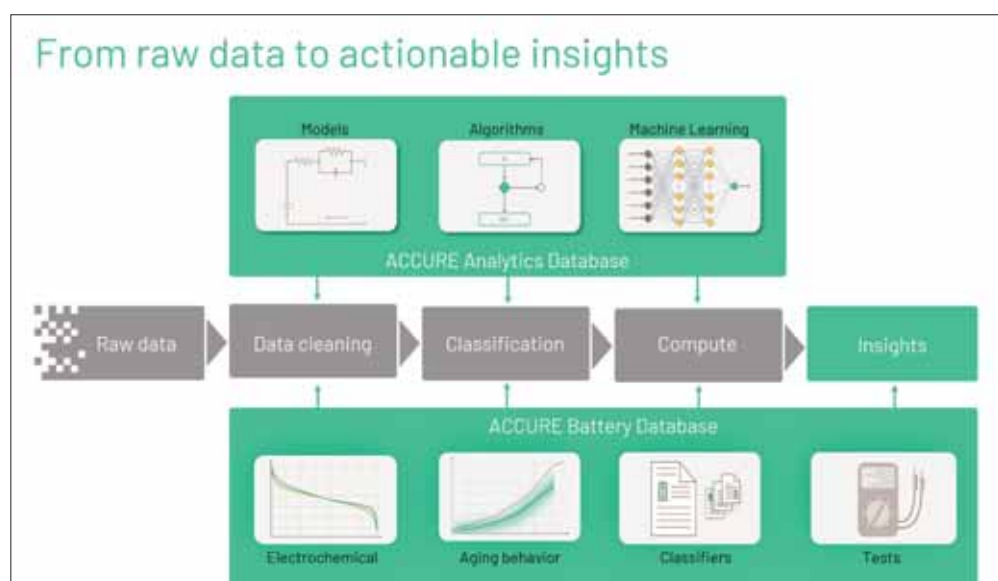 From raw data to actionable insights
Models Algorithms Machine Learning
ACCURE Analytics Database
Raw data Data cleaning Classification Compute Insights
ACCURE Battery Database
Electrochemical Aging behavior Classifiers Tests